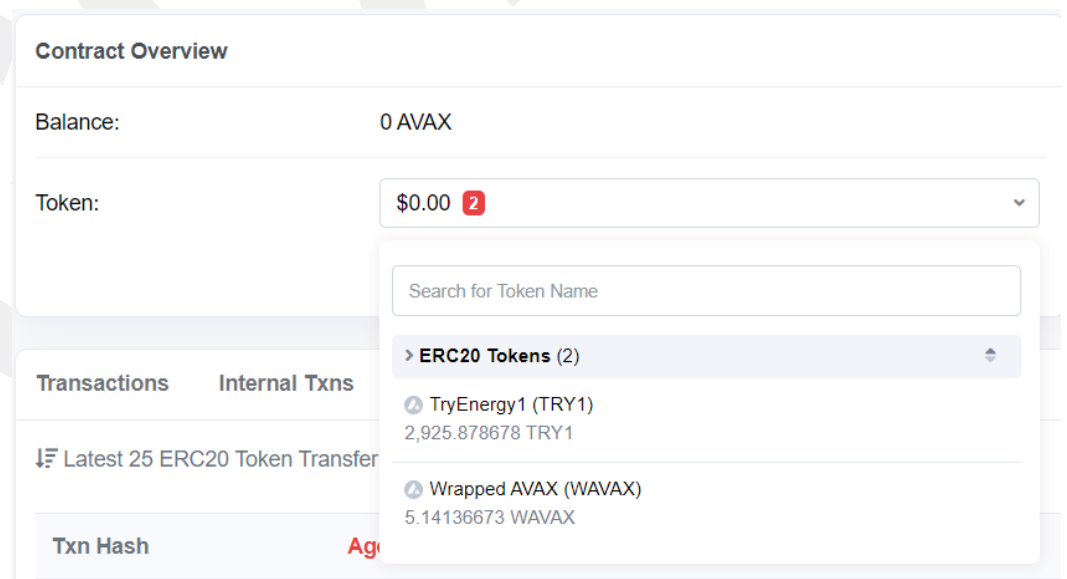 Contract Overview
Balance: 0 AVAX
Token: $0.00 2
Search for Token Name
ERC20 Tokens (2)
TryEnergy1 (TRY1)
2,925.878678 TRY1
Wrapped AVAX (WAVAX)
5.14136673 WAVAX
Transactions Internal Txns
Latest 25 ERC20 Token Transfer
Txn Hash Age